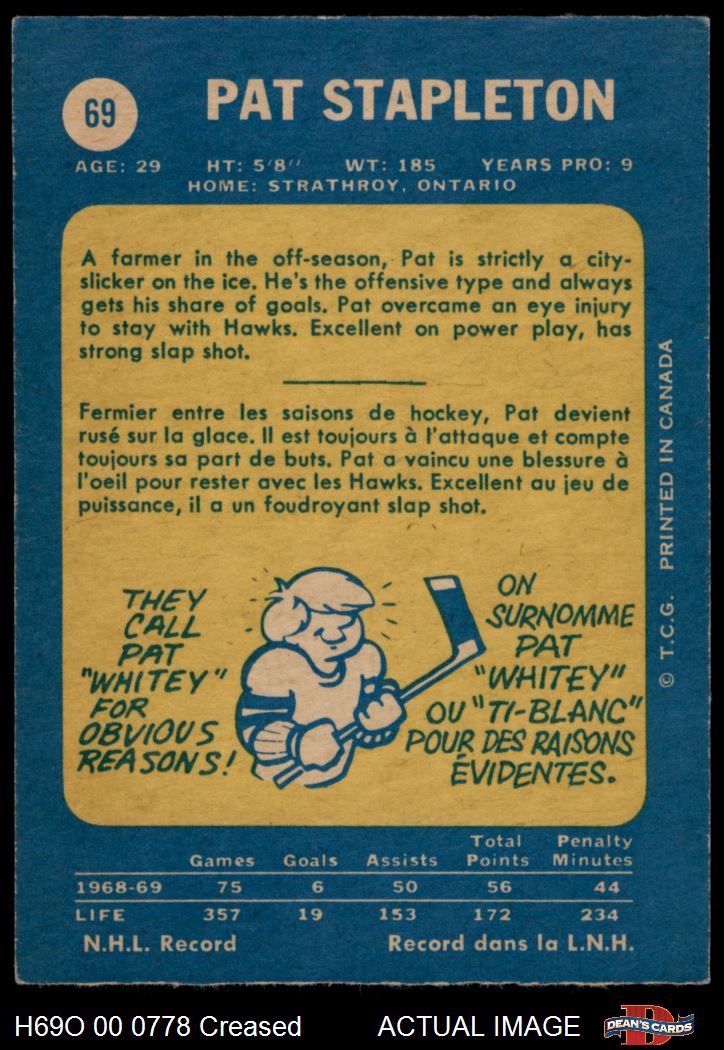 69
PAT STAPLETON
AGE: 29 HT: 5'8'' WT: 185 YEARS PRO: 9
HOME: STRATHROY, ONTARIO
A farmer in the off-season, Pat is strictly a city-
slicker on the ice. He's the offensive type and always
gets his share of goals. Pat overcame an eye injury
to stay with Hawks. Excellent on power play, has
strong slap shot.
Fermier entre les saisons de hockey, Pat devient
rusé sur la glace. Il est toujours à l'attaque et compte
toujours sa part de buts. Pat a vaincu une blessure à
l'oeil pour rester avec les Hawks. Excellent au jeu de
puissance, il a un foudroyant slap shot.
THEY
CALL
PAT
"WHITEY"
FOR
OBVIOUS
REASONS!
ON
SURNOMME
PAT
"WHITEY"
OU "TI-BLANC"
POUR DES RAISONS
ÉVIDENTES.
© T.C.G. PRINTED IN CANADA
Games Goals Assists Total Points Penalty Minutes
1968-69 75 6 50 56 44
LIFE 357 19 153 172 234
N.H.L. Record Record dans la L.N.H.
H69O 00 0778 Creased ACTUAL IMAGE
D
DEAN'S CARDS